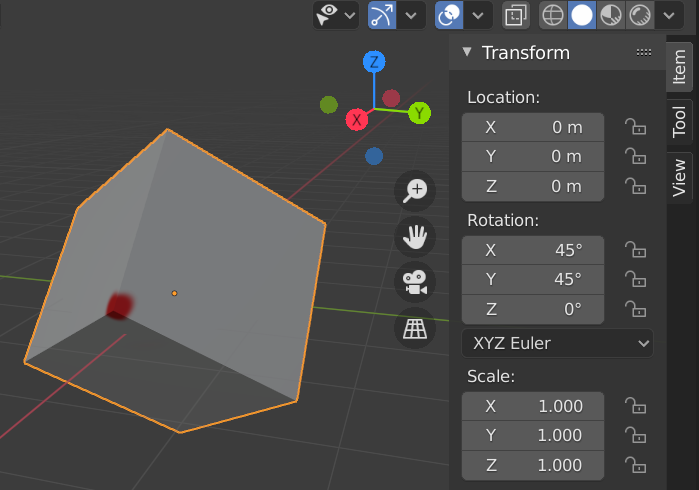 Transform
Z
Y
X
Location:
X 0 m
Y 0 m
Z 0 m
Rotation:
X 45°
Y 45°
Z 0°
XYZ Euler
Scale:
X 1.000
Y 1.000
Z 1.000
Item
Tool
View